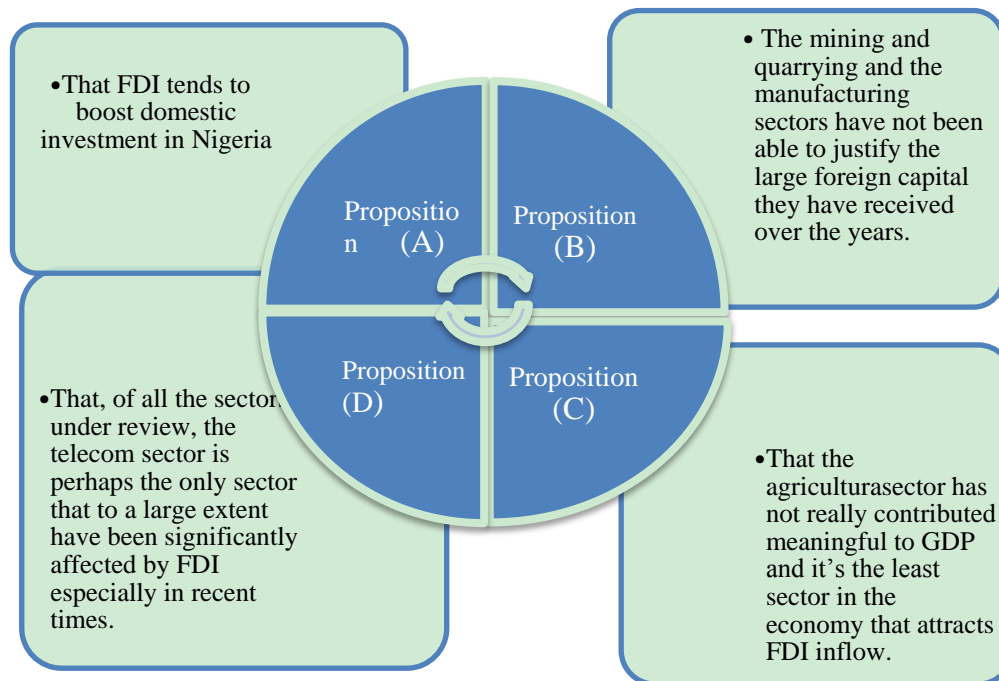 •That FDI tends to
boost domestic
investment in Nigeria
• The mining and
quarrying and the
manufacturing
sectors have not been
able to justify the
large foreign capital
they have received
over the years.
Propositio
n (A)
Proposition
(B)
Proposition
(D)
Proposition
(C)
•That, of all the sector
under review, the
telecom sector is
perhaps the only sector
that to a large extent
have been significantly
affected by FDI
especially in recent
times.
•That the
agriculturasector has
not really contributed
meaningful to GDP
and it’s the least
sector in the
economy that attracts
FDI inflow.